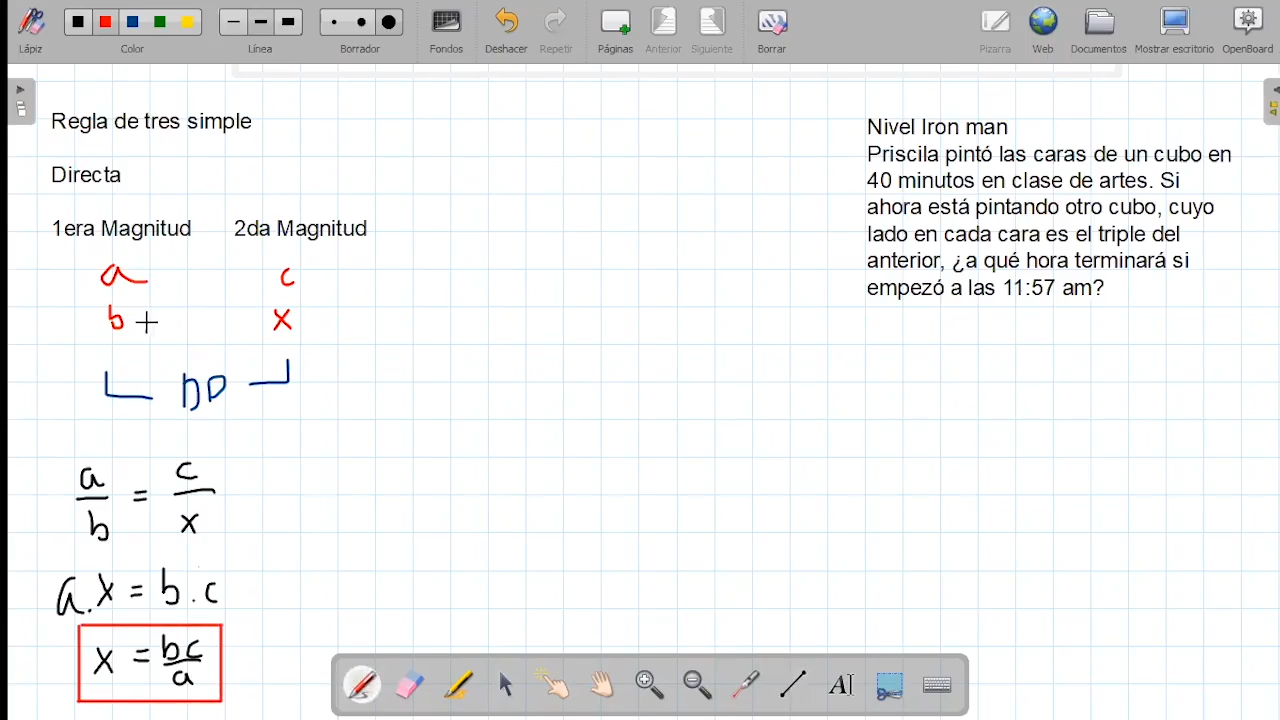 Lápiz
Color
Línea
Borrador
Fondos
Deshacer
Repetir
Páginas
Anterior
Siguiente
Borrar
Pizarra
Web
Documentos
Mostrar escritorio
OpenBoard
Regla de tres simple
Directa
1era Magnitud 2da Magnitud
a c
b x
DD
a/b = c/x
a.x = b.c
x = bc/a
Nivel Iron man
Priscila pintó las caras de un cubo en
40 minutos en clase de artes. Si
ahora está pintando otro cubo, cuyo
lado en cada cara es el triple del
anterior, ¿a qué hora terminará si
empezó a las 11:57 am?
AI